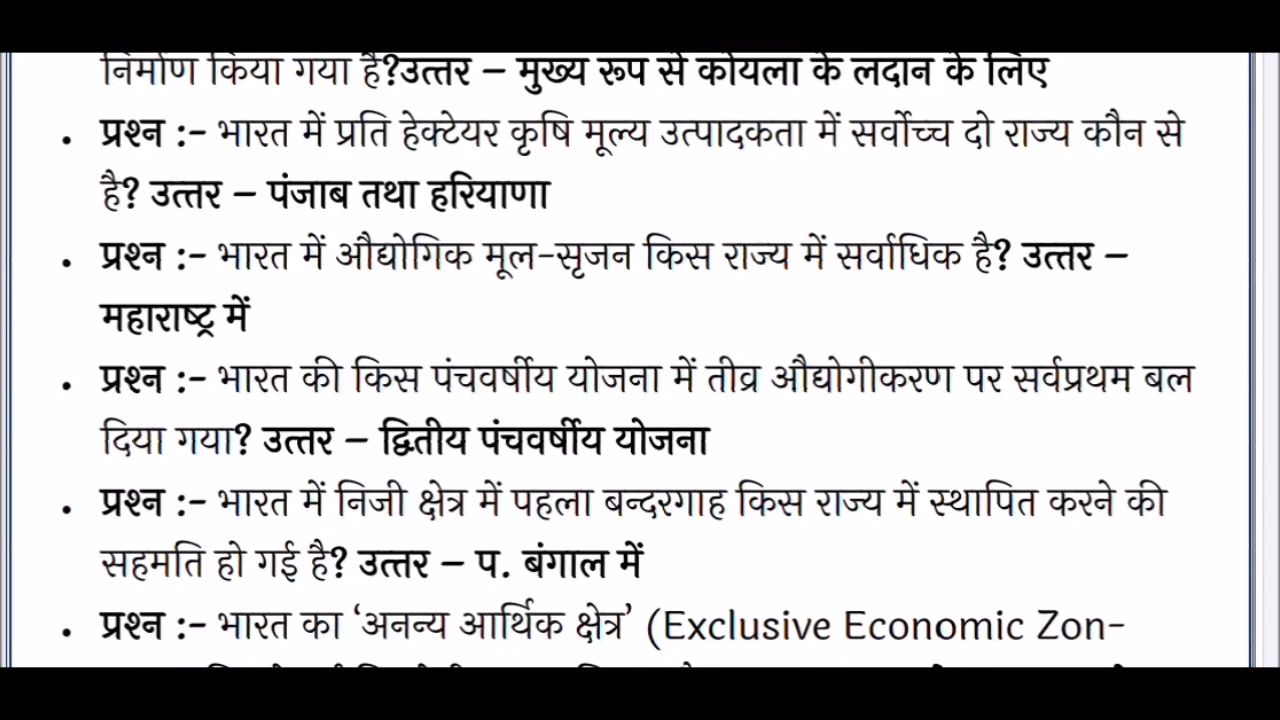 निर्माण किया गया है?उत्तर – मुख्य रूप से कोयला के लदान के लिए
• प्रश्न :- भारत में प्रति हेक्टेयर कृषि मूल्य उत्पादकता में सर्वोच्च दो राज्य कौन से
है? उत्तर – पंजाब तथा हरियाणा
• प्रश्न :- भारत में औद्योगिक मूल-सृजन किस राज्य में सर्वाधिक है? उत्तर –
महाराष्ट्र में
• प्रश्न :- भारत की किस पंचवर्षीय योजना में तीव्र औद्योगीकरण पर सर्वप्रथम बल
दिया गया? उत्तर – द्वितीय पंचवर्षीय योजना
• प्रश्न :- भारत में निजी क्षेत्र में पहला बन्दरगाह किस राज्य में स्थापित करने की
सहमति हो गई है? उत्तर – प. बंगाल में
• प्रश्न :- भारत का ‘अनन्य आर्थिक क्षेत्र’ (Exclusive Economic Zon-